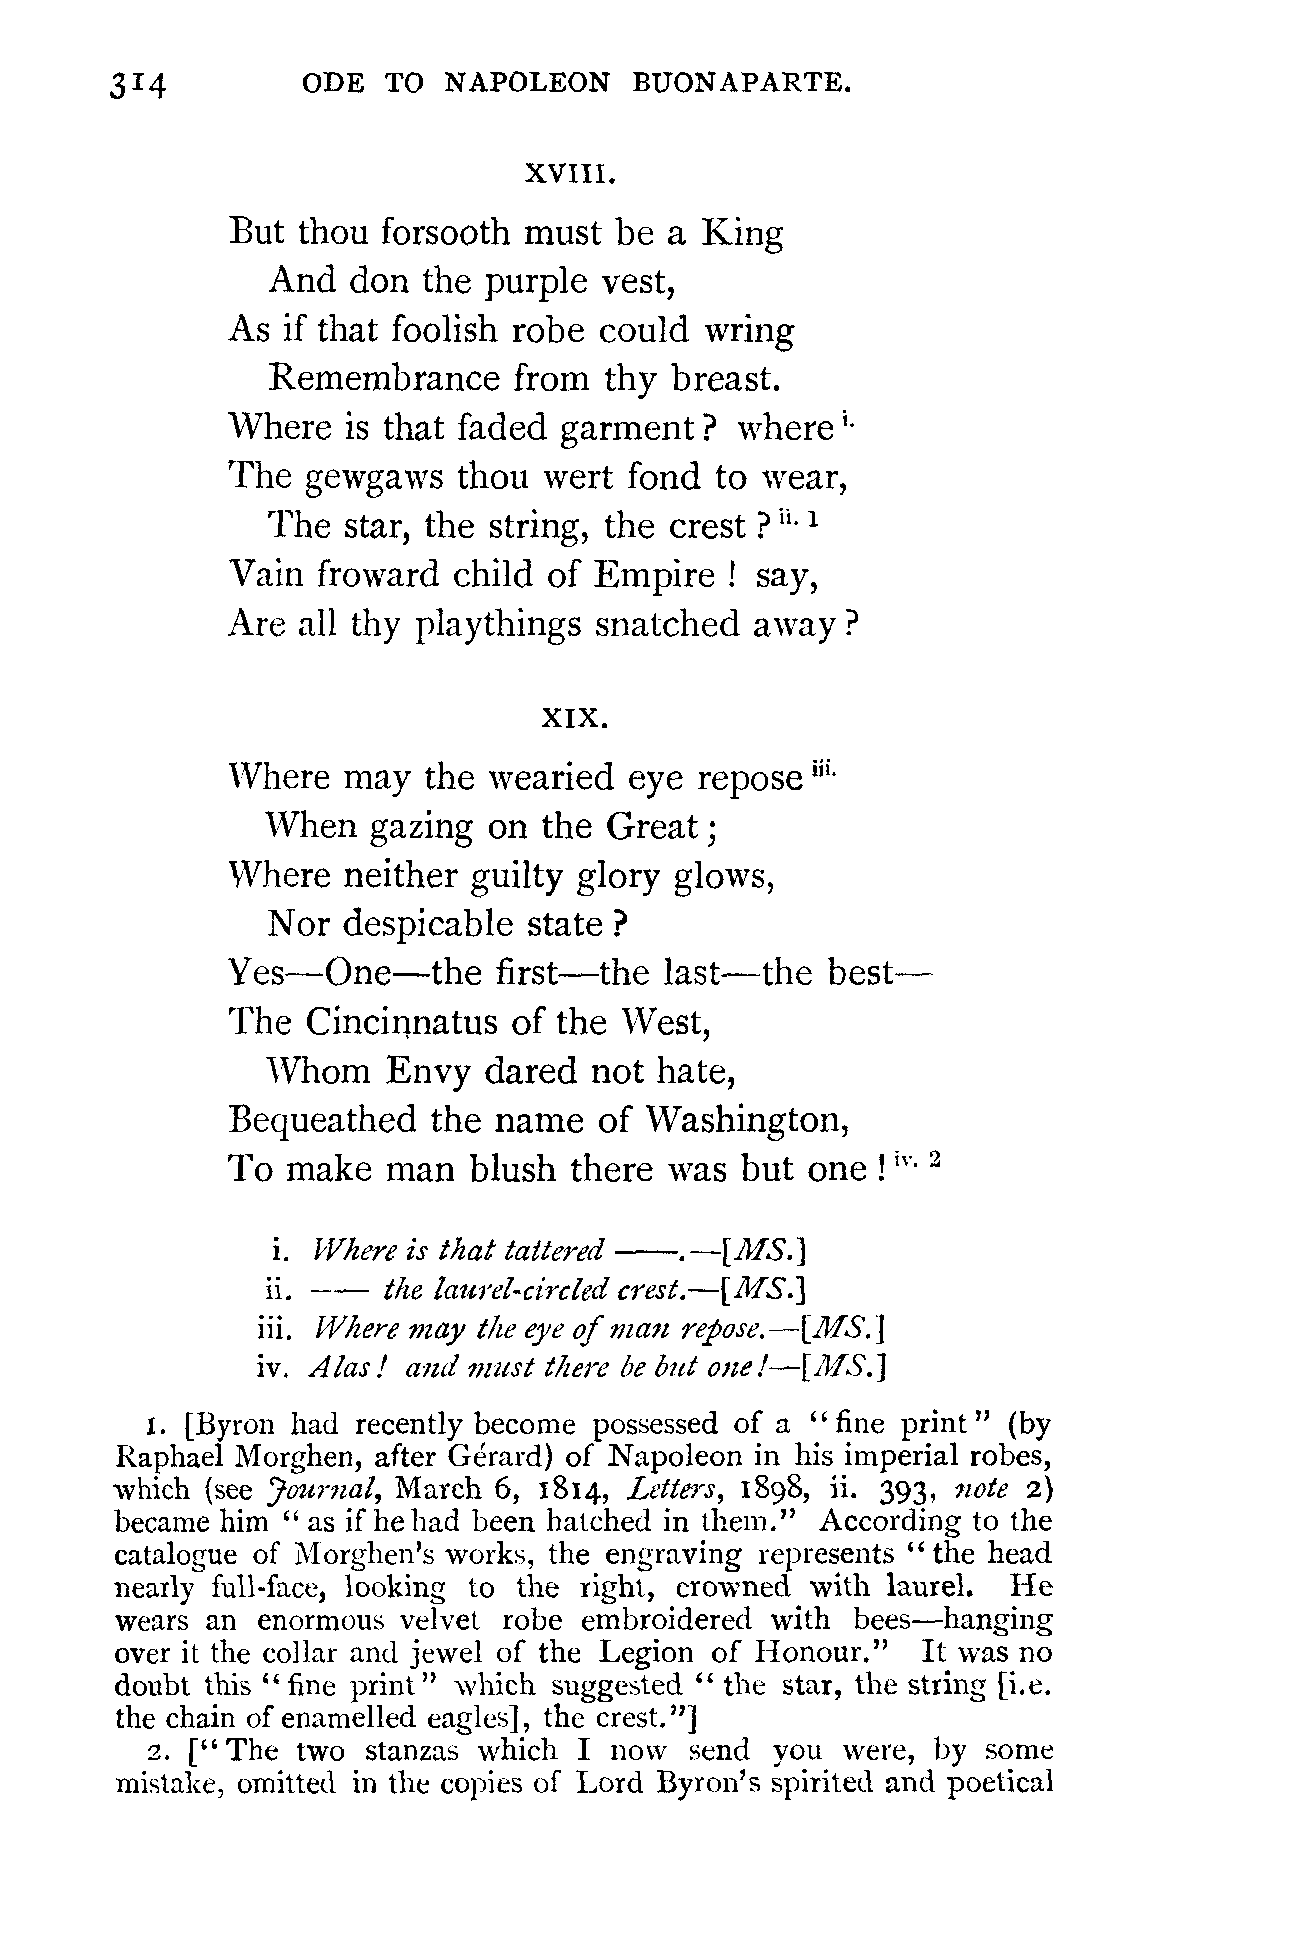 314 ODE TO NAPOLEON BUONAPARTE.
XVIII.
But thou forsooth must be a King
And don the purple vest,
As if that foolish robe could wring
Remembrance from thy breast.
Where is that faded garment? where i.
The gewgaws thou wert fond to wear,
The star, the string, the crest? ii. 1
Vain froward child of Empire! say,
Are all thy playthings snatched away?
XIX.
Where may the wearied eye repose iii.
When gazing on the Great;
Where neither guilty glory glows,
Nor despicable state?
Yes—One—the first—the last—the best—
The Cincinnatus of the West,
Whom Envy dared not hate,
Bequeathed the name of Washington,
To make man blush there was but one! iv. 2
i. Where is that tattered ——.—[MS.]
ii. —— the laurel-circled crest.—[MS.]
iii. Where may the eye of man repose.—[MS.]
iv. Alas! and must there be but one!—[MS.]
1. [Byron had recently become possessed of a "fine print" (by
Raphael Morghen, after Gérard) of Napoleon in his imperial robes,
which (see Journal, March 6, 1814, Letters, 1898, ii. 393, note 2)
became him "as if he had been hatched in them." According to the
catalogue of Morghen's works, the engraving represents "the head
nearly full-face, looking to the right, crowned with laurel. He
wears an enormous velvet robe embroidered with bees—hanging
over it the collar and jewel of the Legion of Honour." It was no
doubt this "fine print" which suggested "the star, the string [i.e.
the chain of enamelled eagles], the crest."]
2. ["The two stanzas which I now send you were, by some
mistake, omitted in the copies of Lord Byron's spirited and poetical